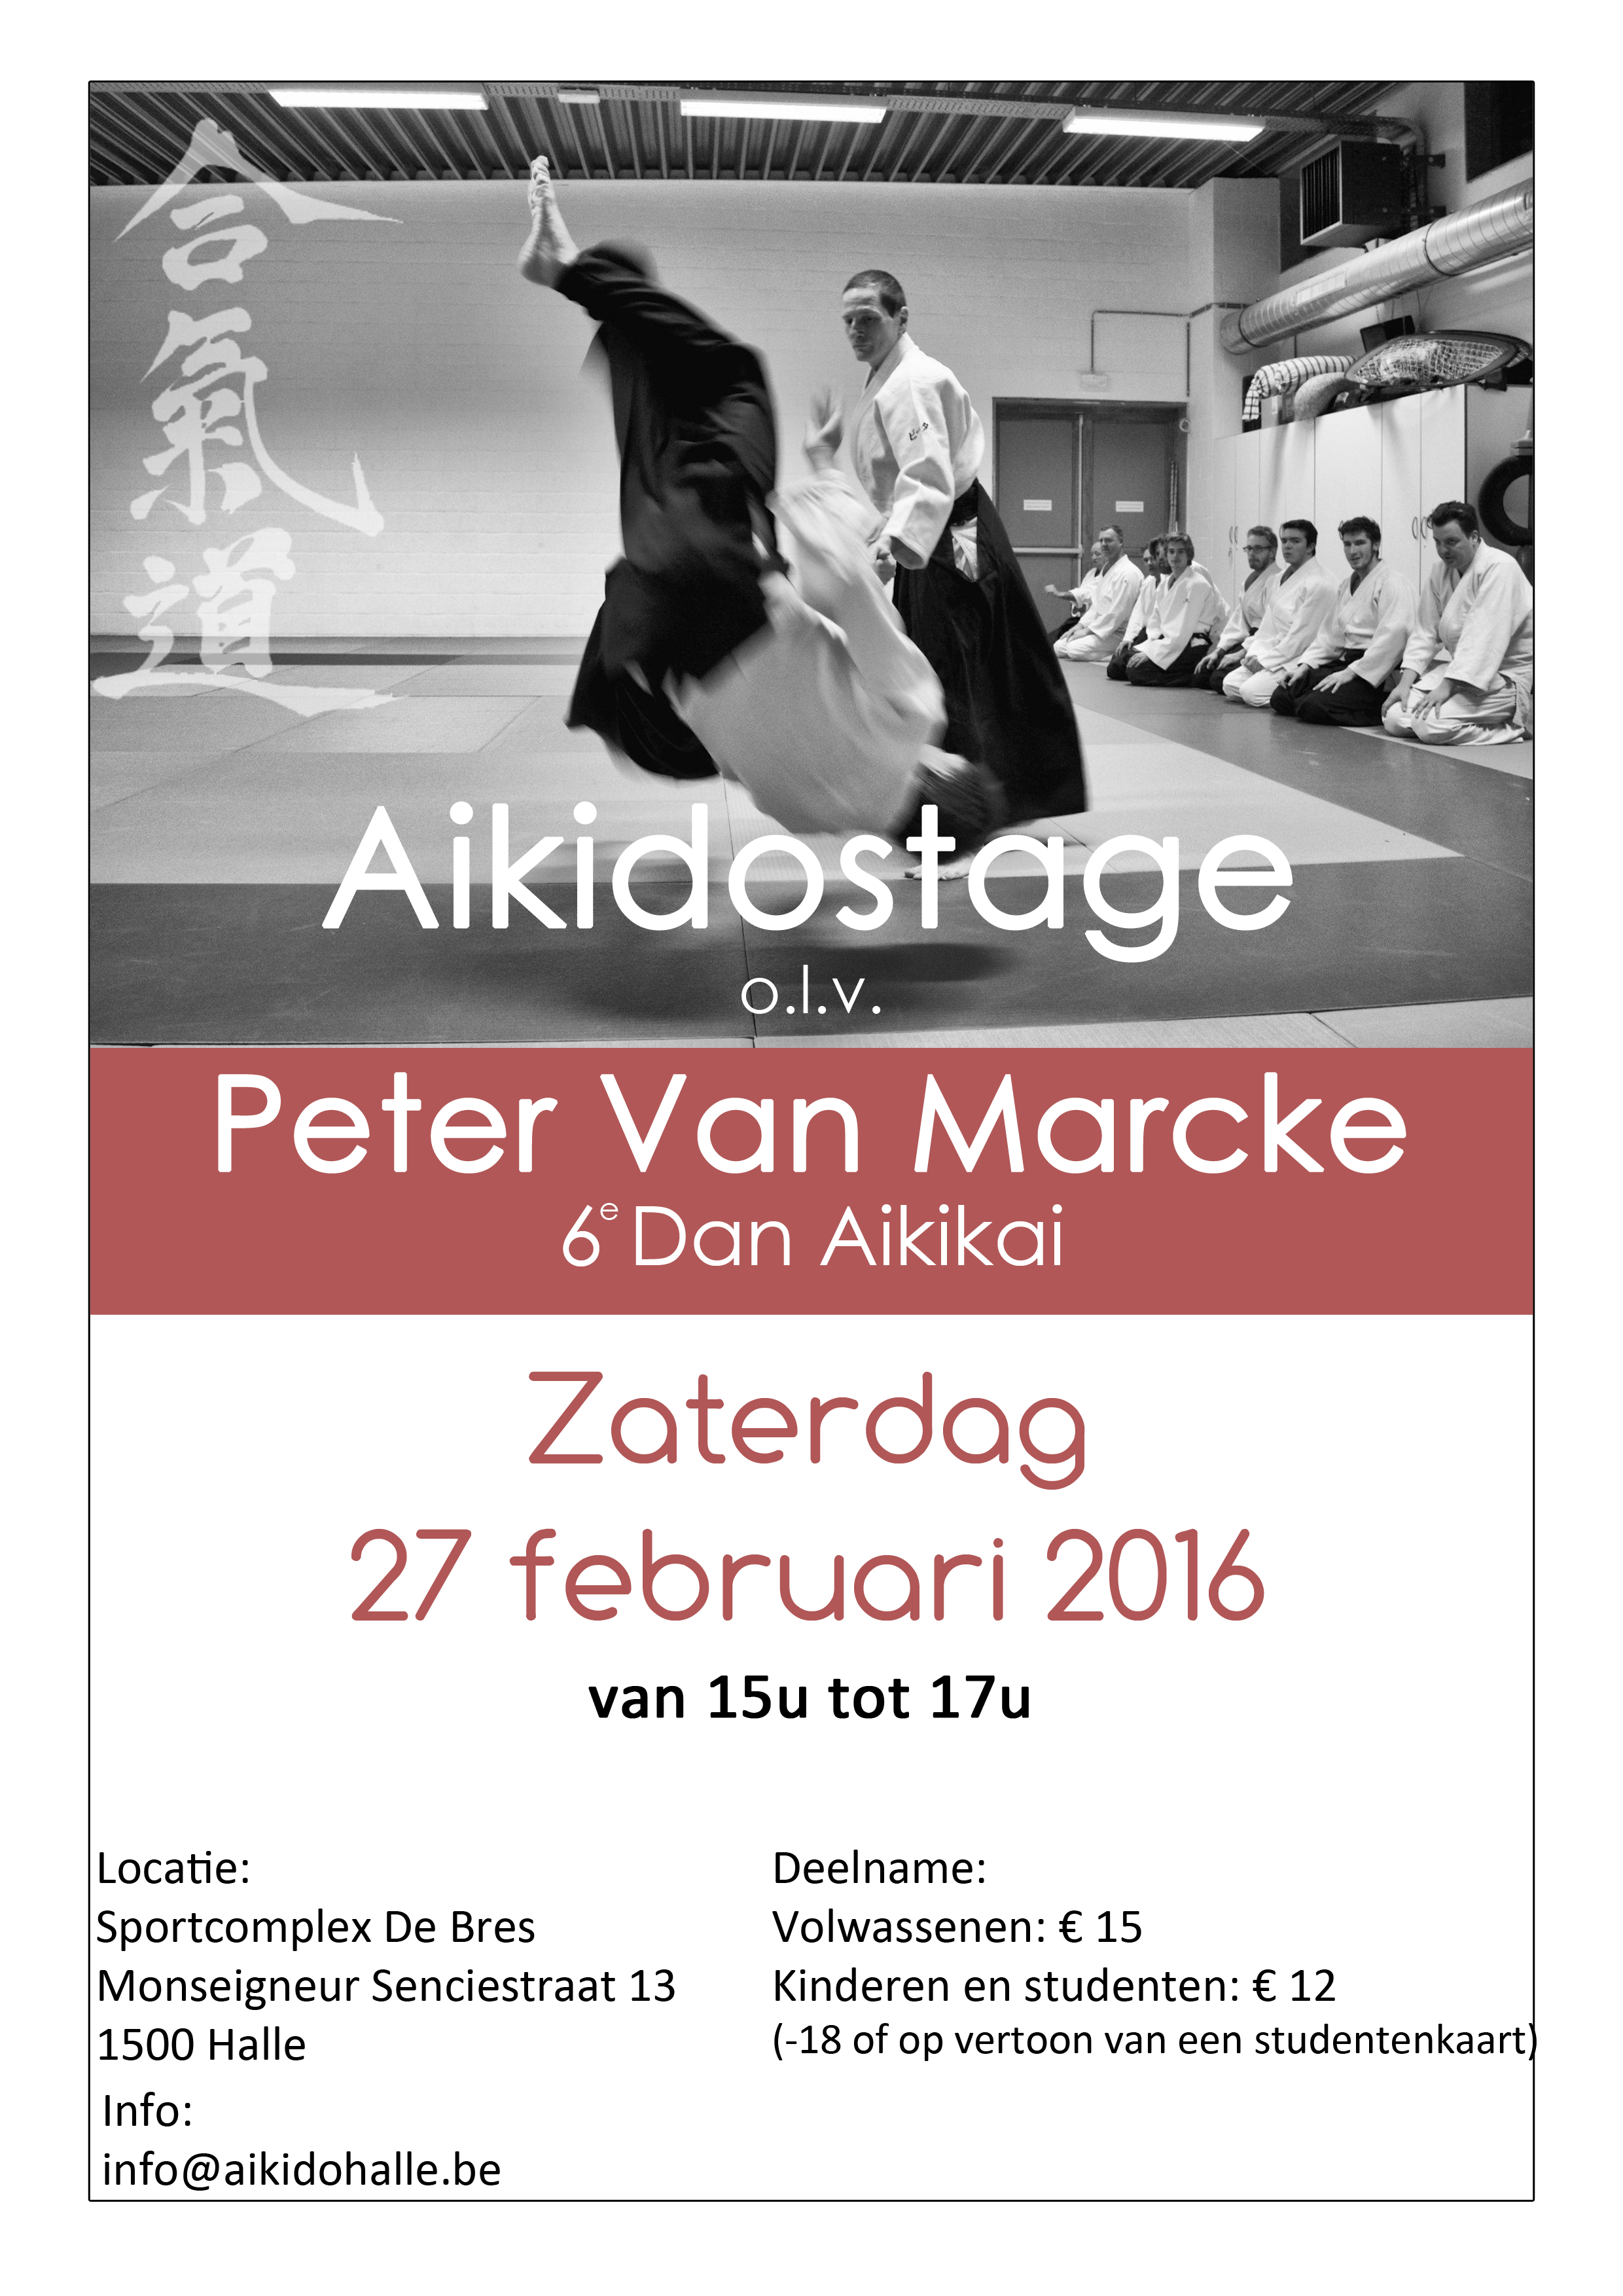 合氣道
Aikidostage
o.l.v.
Peter Van Marcke
6e Dan Aikikai
Zaterdag
27 februari 2016
van 15u tot 17u
Locatie:
Sportcomplex De Bres
Monseigneur Senciestraat 13
1500 Halle
Info:
info@aikidohalle.be
Deelname:
Volwassenen: € 15
Kinderen en studenten: € 12
(-18 of op vertoon van een studentenkaart)